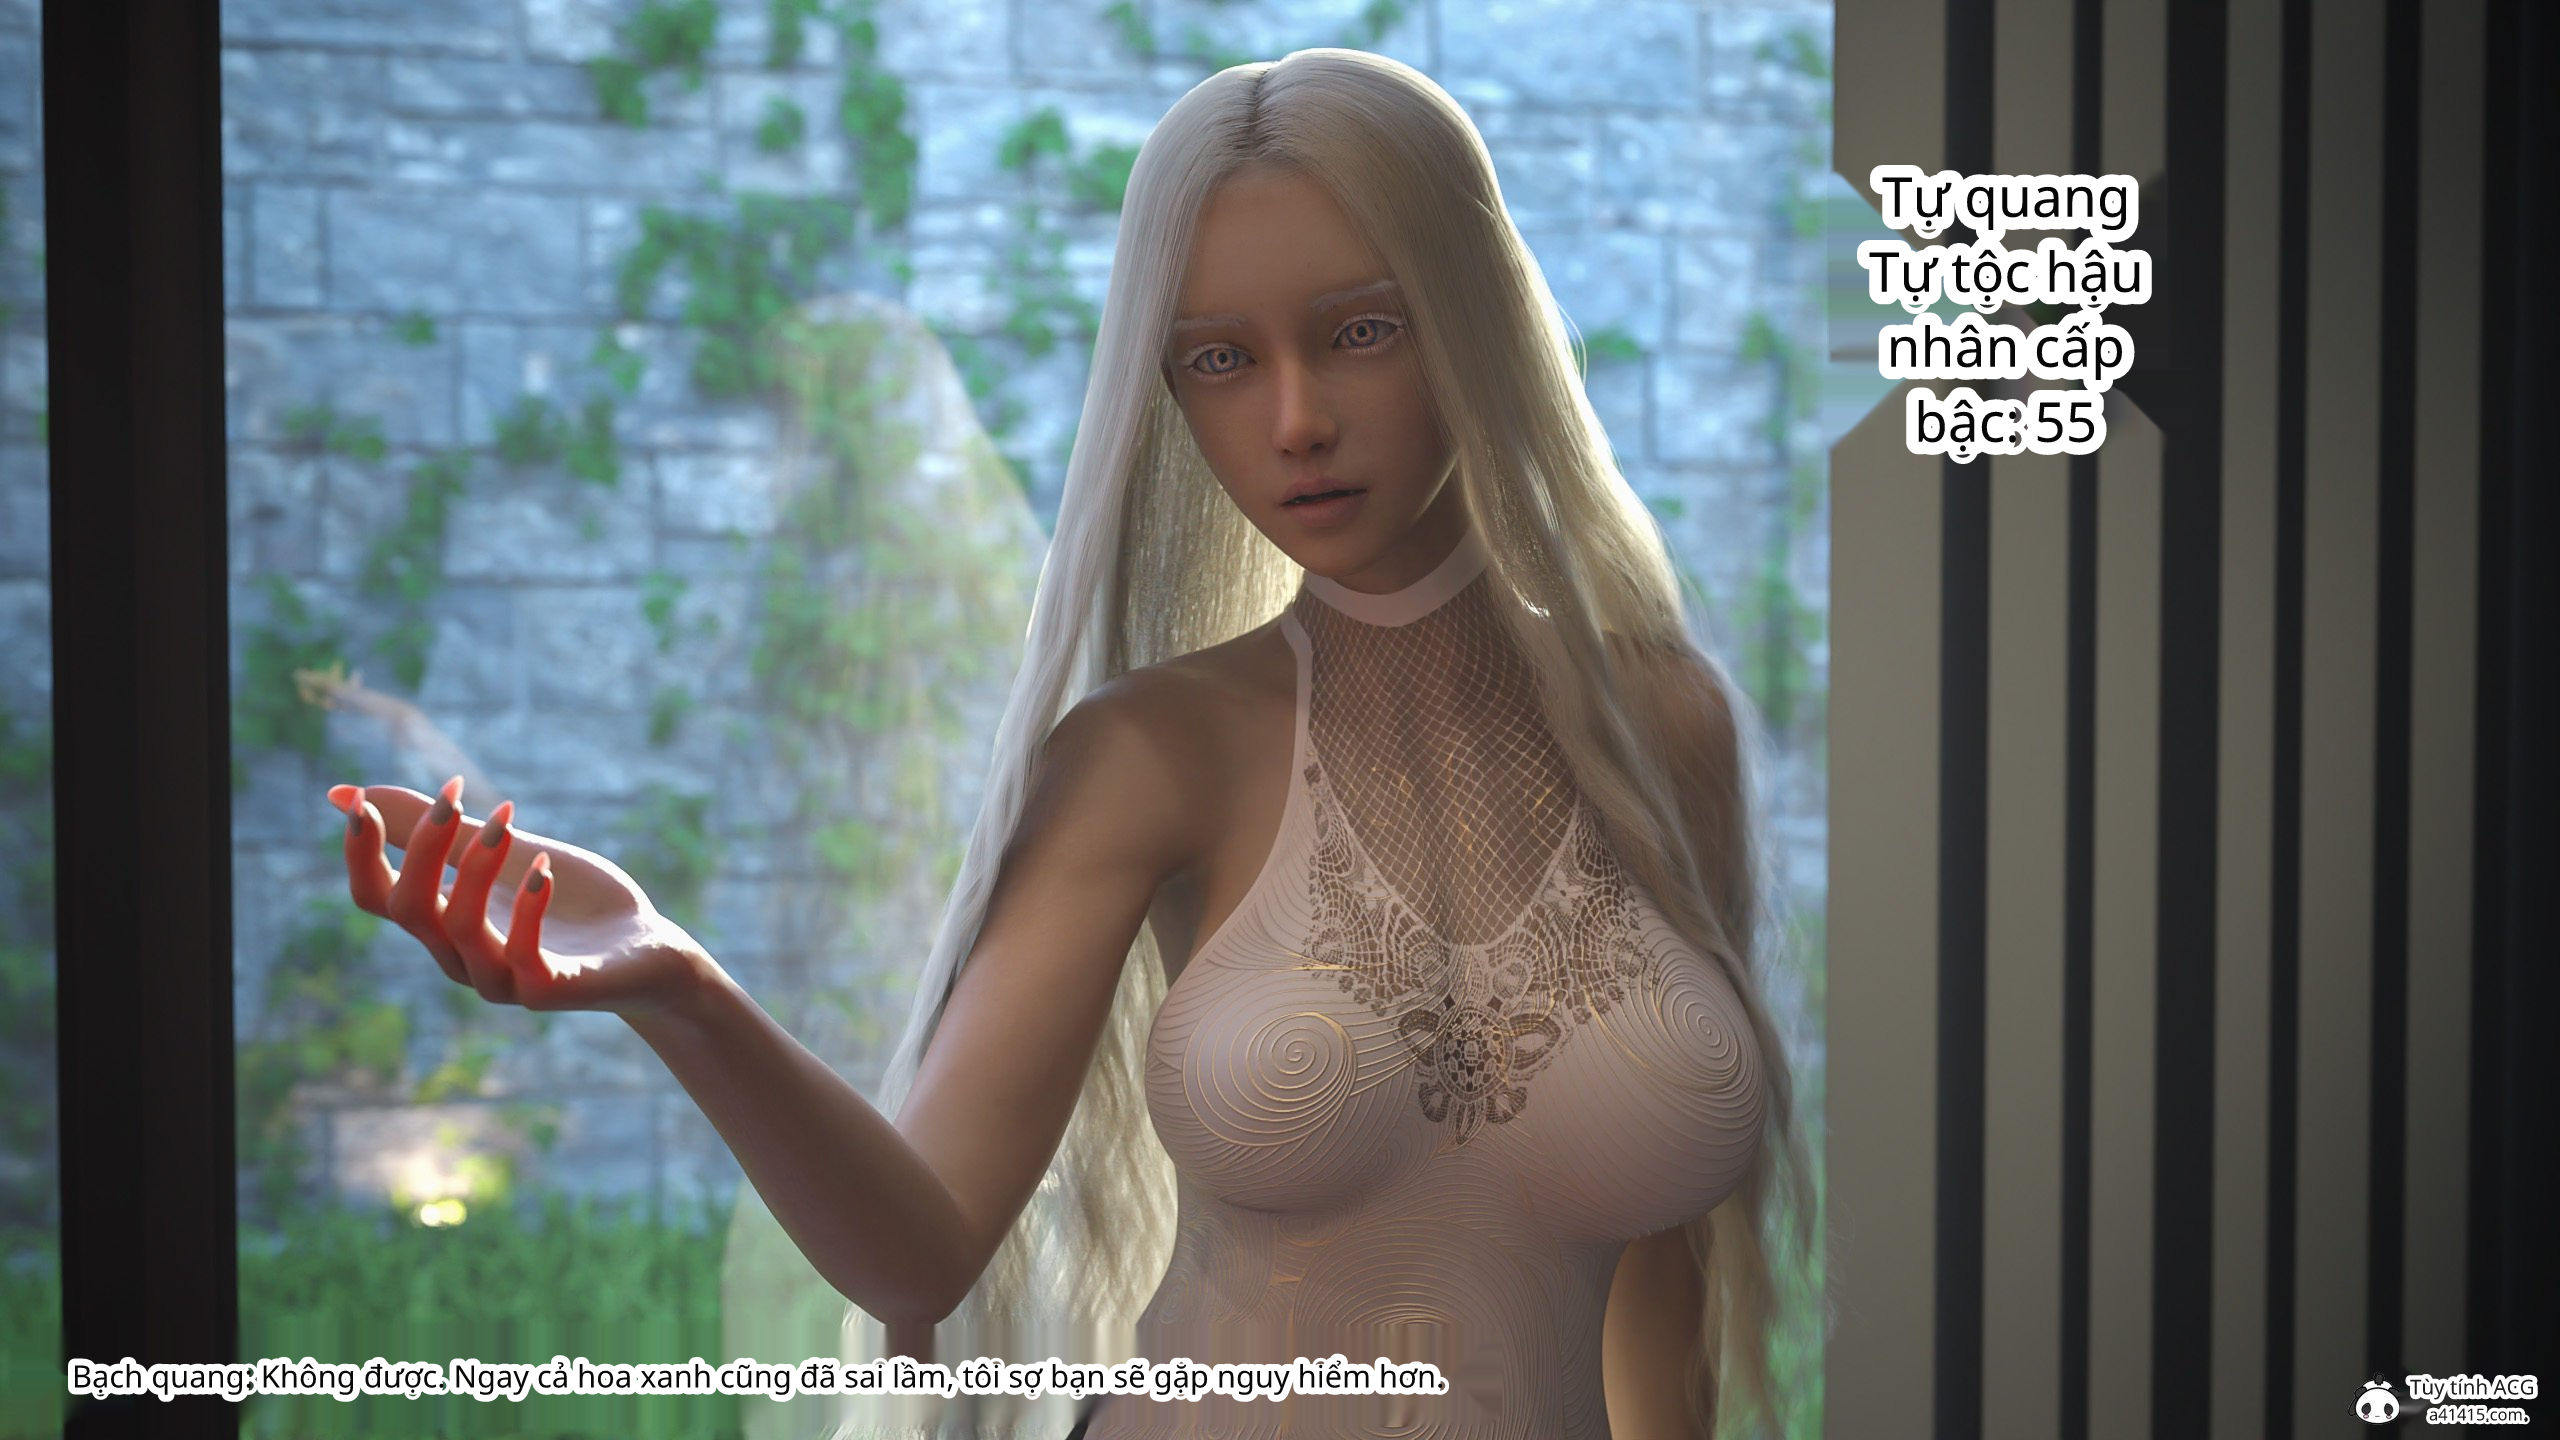 Tự quang
Tự tộc hậu
nhân cấp
bậc: 55
Bạch quang: Không được. Ngay cả hoa xanh cũng đã sai lầm, tôi sợ bạn sẽ gặp nguy hiểm hơn.
Tùy tính ACG
a41415.com.